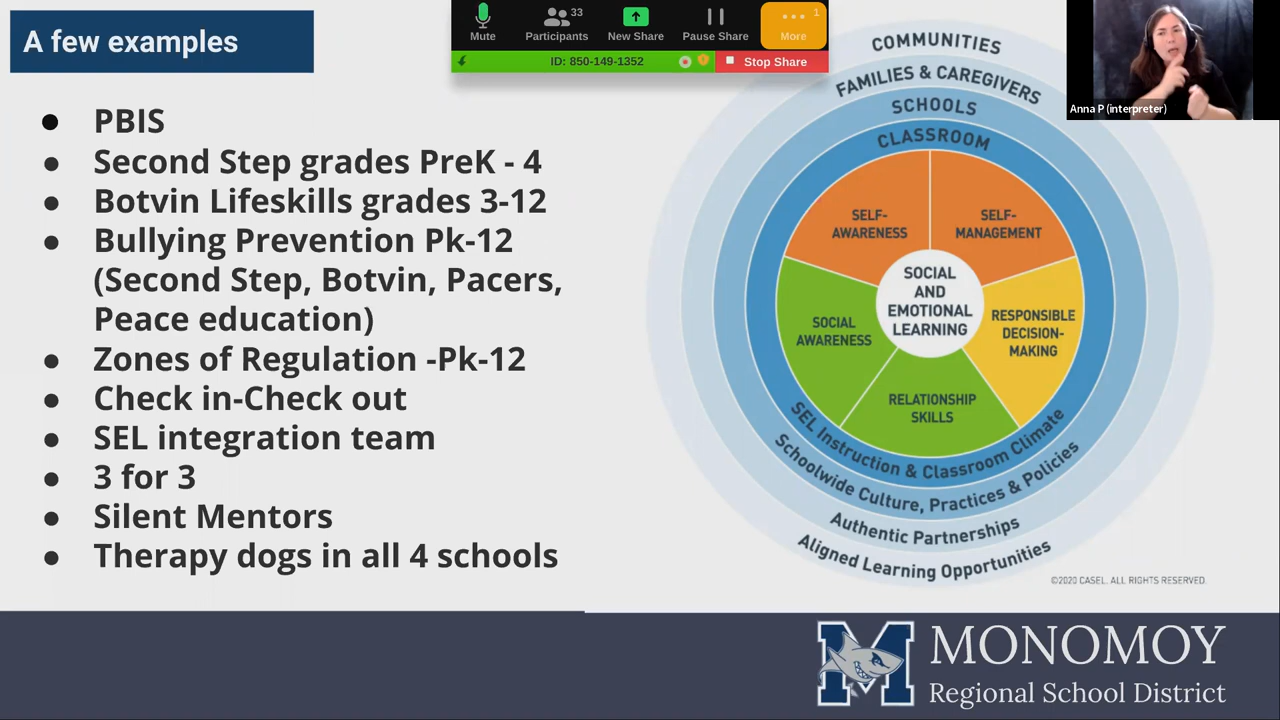 A few examples
Mute
Participants
33
New Share
Pause Share
More
1
ID: 850-149-1352
Stop Share
Anna P (interpreter)
● PBIS
● Second Step grades PreK - 4
● Botvin Lifeskills grades 3-12
● Bullying Prevention Pk-12
(Second Step, Botvin, Pacers,
Peace education)
● Zones of Regulation -Pk-12
● Check in-Check out
● SEL integration team
● 3 for 3
● Silent Mentors
● Therapy dogs in all 4 schools
COMMUNITIES
FAMILIES & CAREGIVERS
SCHOOLS
CLASSROOM
SELF-
AWARENESS
SELF-
MANAGEMENT
SOCIAL
AND
EMOTIONAL
LEARNING
SOCIAL
AWARENESS
RESPONSIBLE
DECISION-
MAKING
RELATIONSHIP
SKILLS
SEL Instruction & Classroom Climate
Schoolwide Culture, Practices & Policies
Authentic Partnerships
Aligned Learning Opportunities
©2020 CASEL. ALL RIGHTS RESERVED.
M
MONOMOY
Regional School District